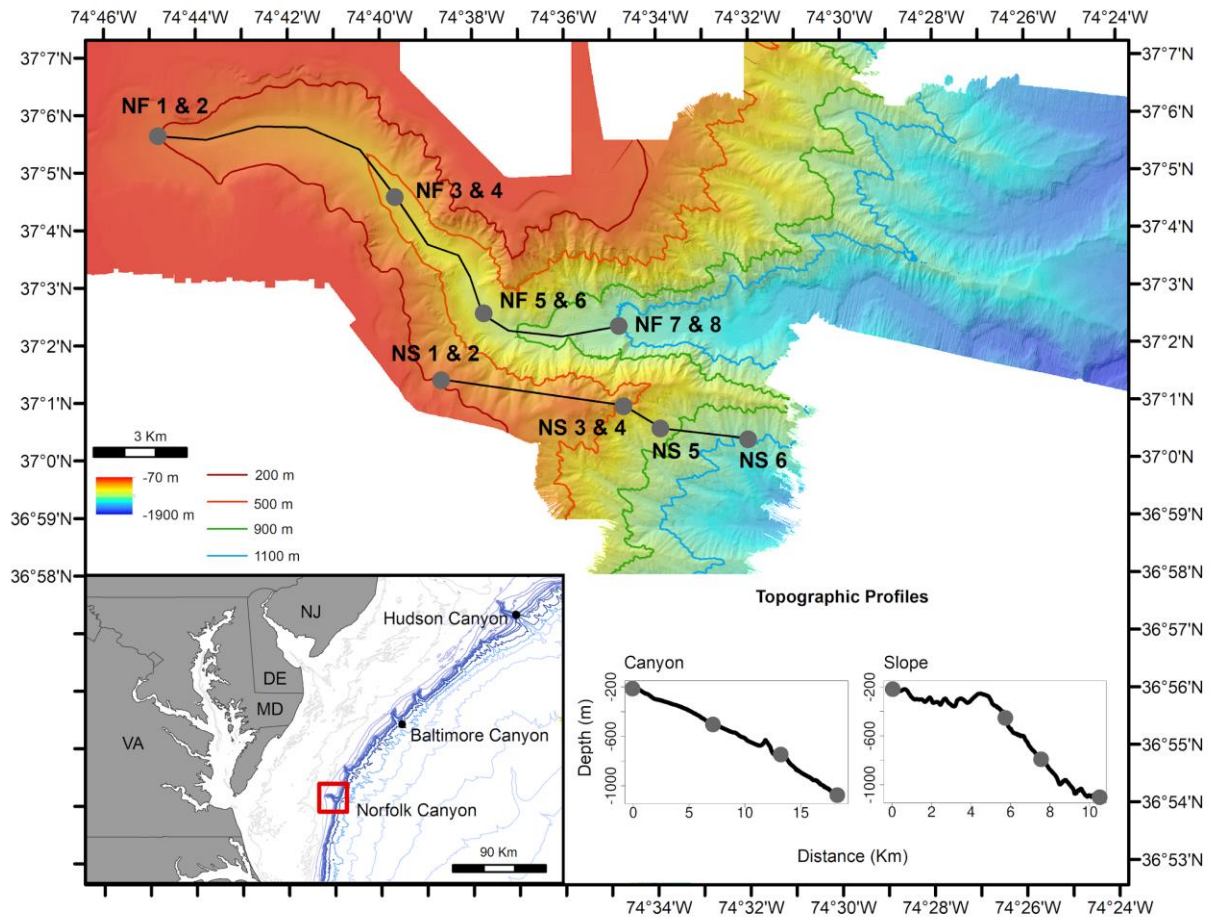 74°46'W 74°44'W 74°42'W 74°40'W 74°38'W 74°36'W 74°34'W 74°32'W 74°30'W 74°28'W 74°26'W 74°24'W
37°7'N 37°7'N
NF 1 & 2
37°6'N 37°6'N
37°5'N 37°5'N
NF 3 & 4
37°4'N 37°4'N
37°3'N 37°3'N
NF 5 & 6
NF 7 & 8
37°2'N 37°2'N
NS 1 & 2
37°1'N 37°1'N
NS 3 & 4
NS 5
NS 6
3 Km
37°0'N 37°0'N
-70 m
-1900 m
200 m
500 m
900 m
1100 m
36°59'N 36°59'N
36°58'N 36°58'N
NJ
DE
MD
VA
Hudson Canyon
Baltimore Canyon
Norfolk Canyon
90 Km
36°57'N
36°56'N
36°55'N
36°54'N
36°53'N
Topographic Profiles
Canyon
Slope
Depth (m)
-200
-600
-1000
0 5 10 15
-200
-600
-1000
0 2 4 6 8 10
Distance (Km)
74°34'W 74°32'W 74°30'W 74°28'W 74°26'W 74°24'W